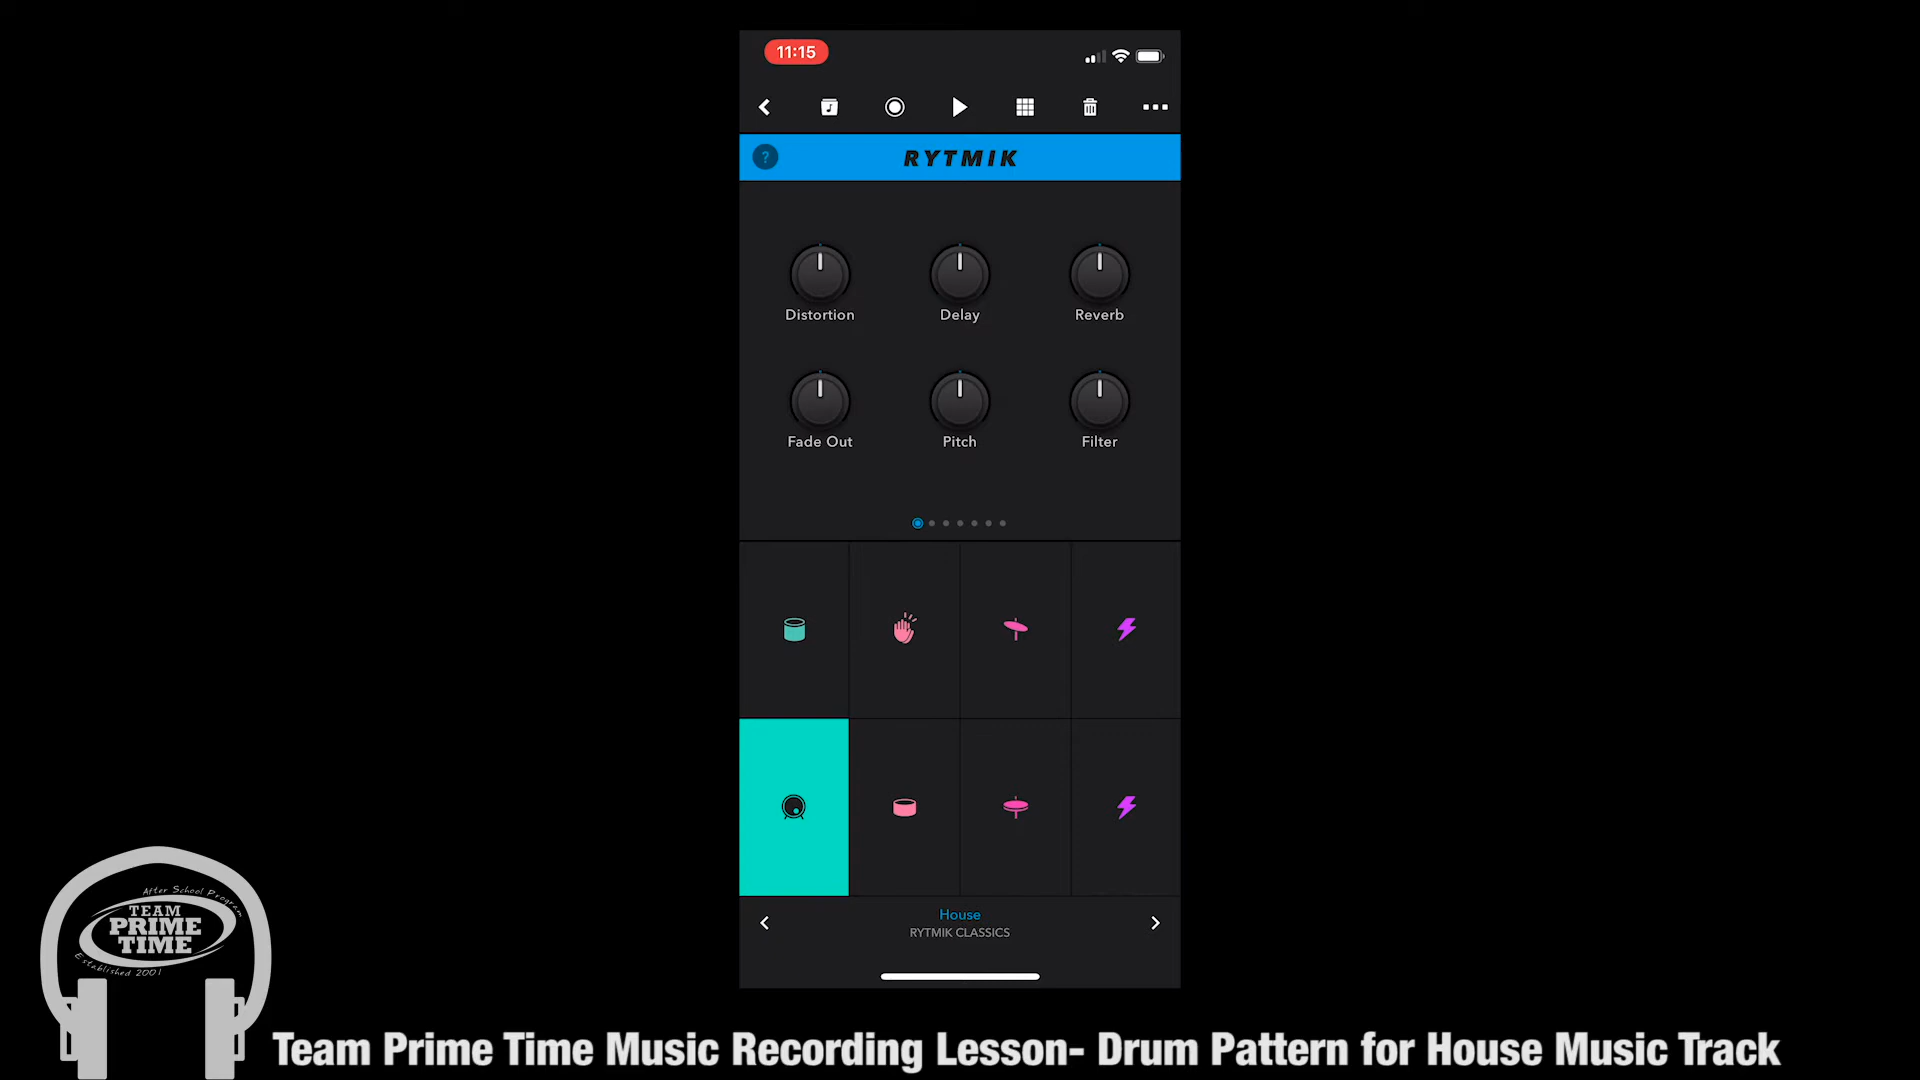 11:15
?
RYTMIK
Distortion
Delay
Reverb
Fade Out
Pitch
Filter
House
RYTMIK CLASSICS
After School Program
TEAM
PRIME
TIME
Established 2001
Team Prime Time Music Recording Lesson- Drum Pattern for House Music Track